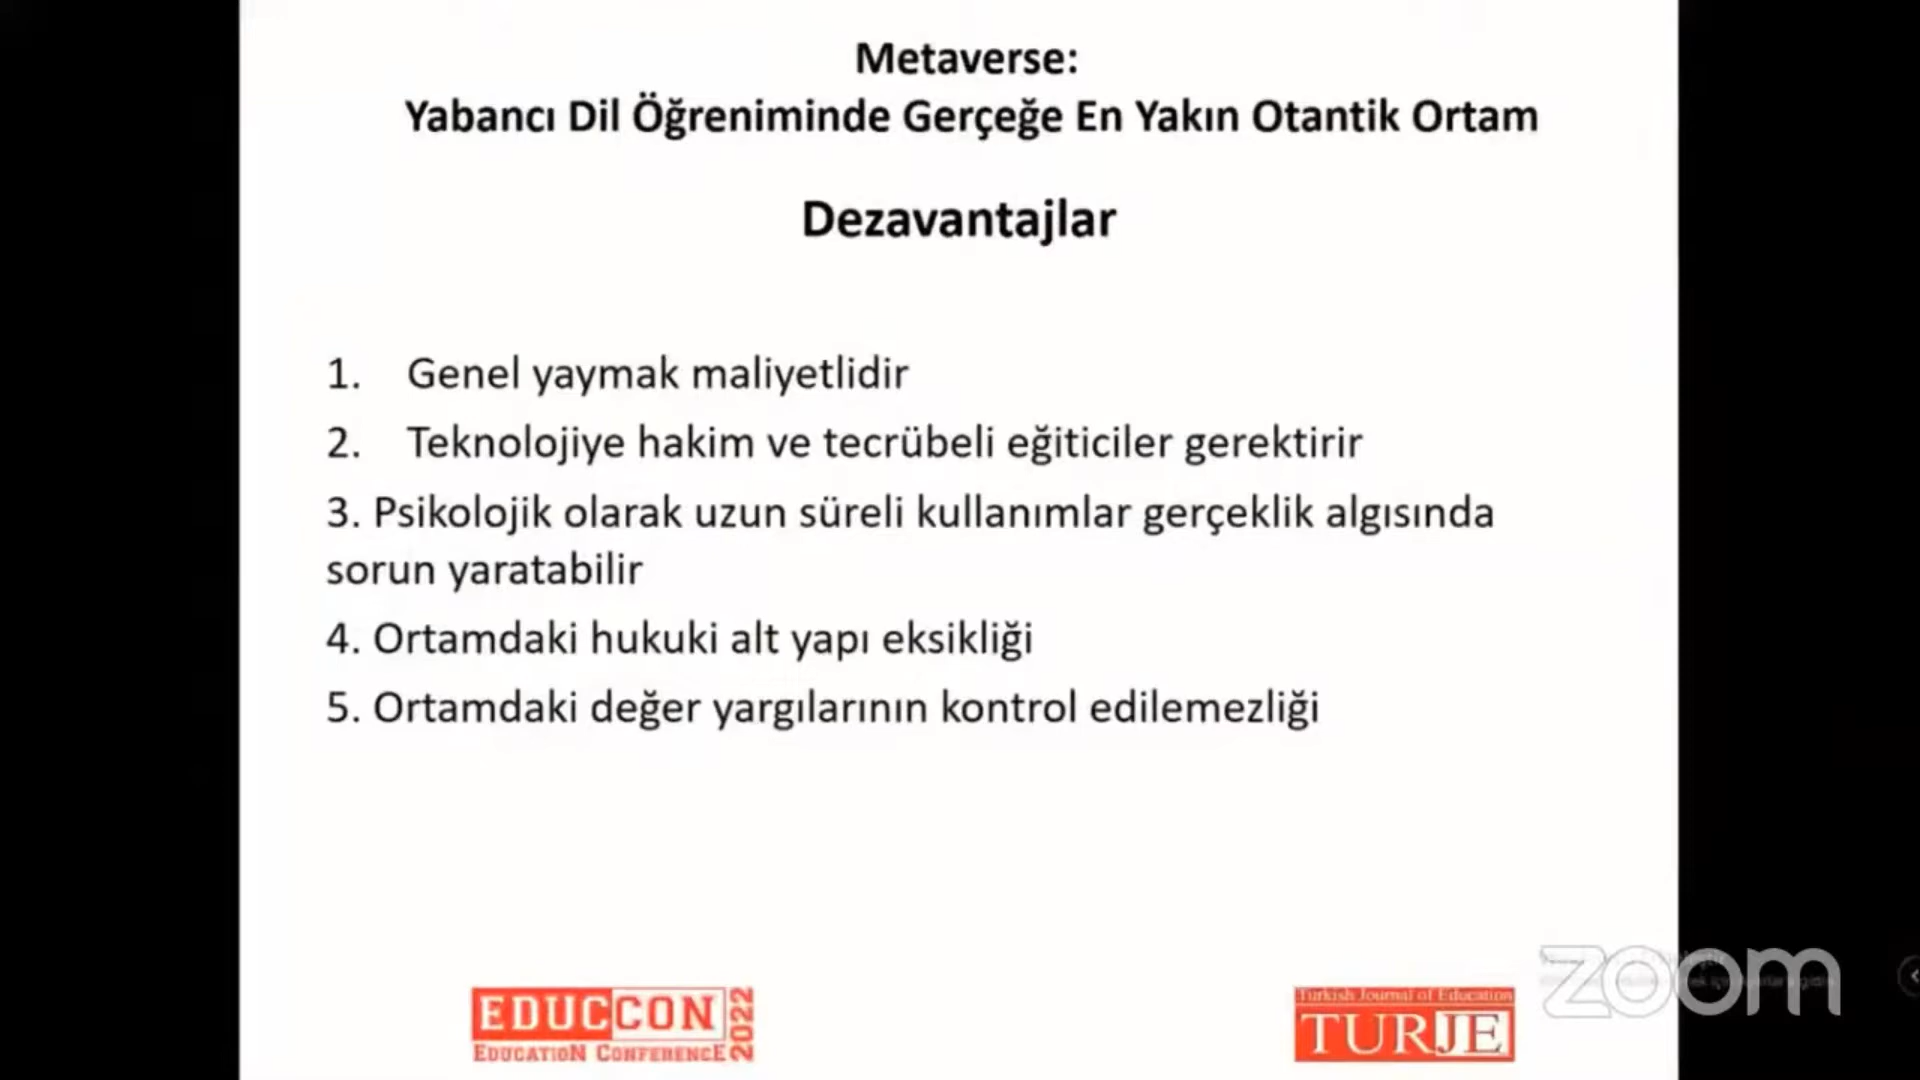 Metaverse:
Yabancı Dil Öğreniminde Gerçeğe En Yakın Otantik Ortam
Dezavantajlar
1. Genel yaymak maliyetlidir
2. Teknolojiye hakim ve tecrübeli eğiticiler gerektirir
3. Psikolojik olarak uzun süreli kullanımlar gerçeklik algısında
sorun yaratabilir
4. Ortamdaki hukuki alt yapı eksikliği
5. Ortamdaki değer yargılarının kontrol edilemezliği
EDUCCON
2022
EDUCATION CONFERENCE
Turkish Journal of Education
TURJE
zoom